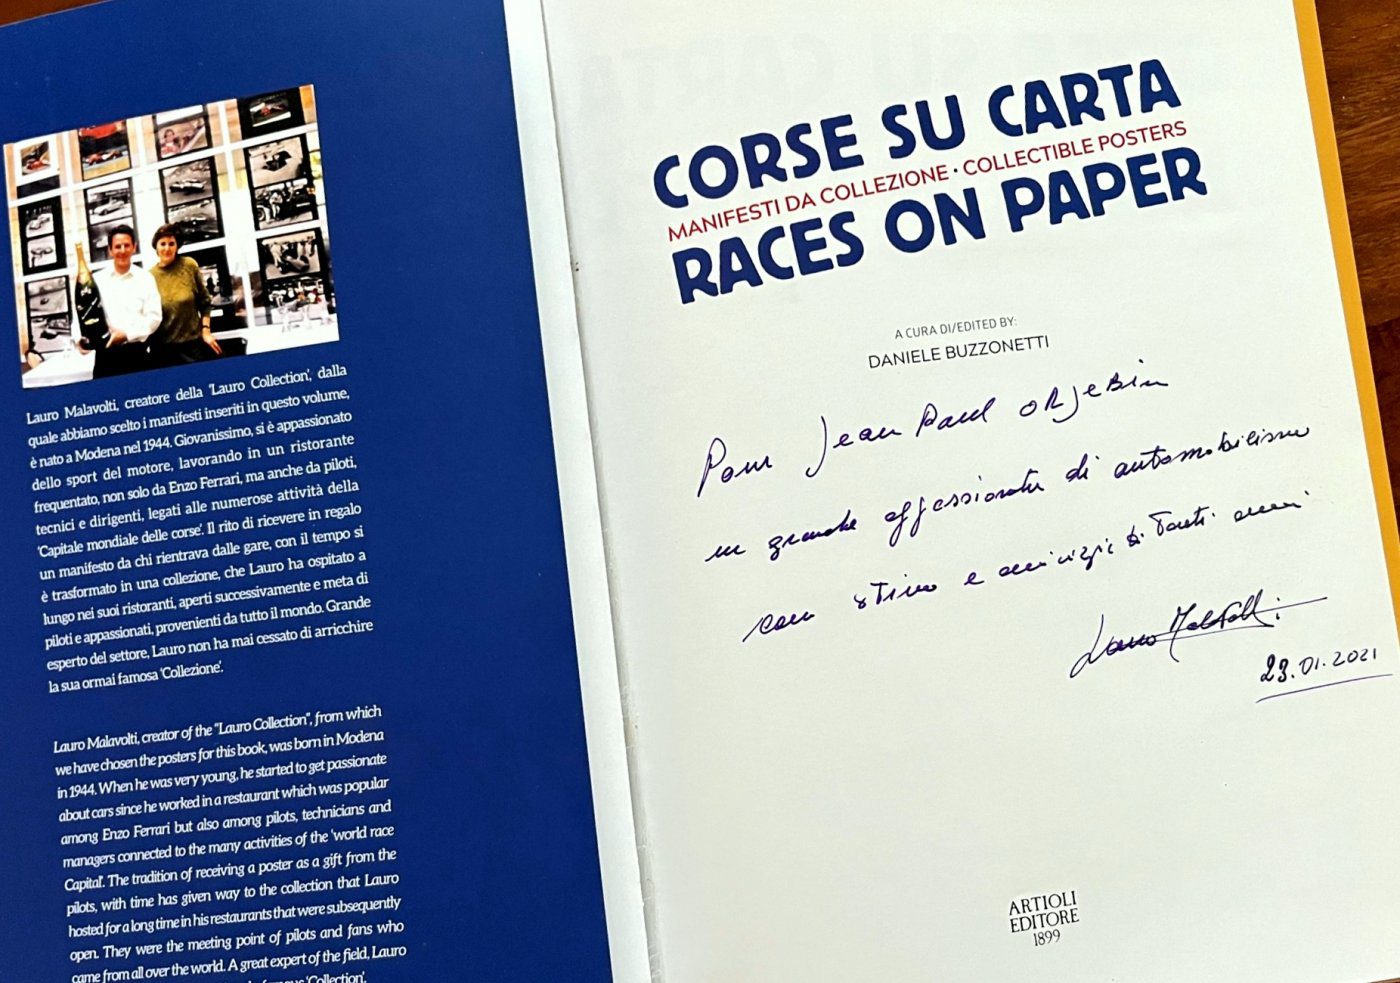 Lauro Malavolti, creatore della 'Lauro Collection', dalla
quale abbiamo scelto i manifesti inseriti in questo volume,
è nato a Modena nel 1944. Giovanissimo, si è appassionato
dello sport del motore, lavorando in un ristorante
frequentato, non solo da Enzo Ferrari, ma anche da piloti,
tecnici e dirigenti, legati alle numerose attività della
'Capitale mondiale delle corse'. Il rito di ricevere in regalo
un manifesto da chi rientrava dalle gare, con il tempo si
è trasformato in una collezione, che Lauro ha ospitato a
lungo nei suoi ristoranti, aperti successivamente e meta di
piloti e appassionati, provenienti da tutto il mondo. Grande
esperto del settore, Lauro non ha mai cessato di arricchire
la sua ormai famosa 'Collezione'.
Lauro Malavolti, creator of the "Lauro Collection", from which
we have chosen the posters for this book, was born in Modena
in 1944. When he was very young, he started to get passionate
about cars since he worked in a restaurant which was popular
among Enzo Ferrari but also among pilots, technicians and
managers connected to the many activities of the 'world race
Capital'. The tradition of receiving a poster as a gift from the
pilots, with time has given way to the collection that Lauro
hosted for a long time in his restaurants that were subsequently
open. They were the meeting point of pilots and fans who
came from all over the world. A great expert of the field, Lauro
famous 'Collection'.
CORSE SU CARTA
MANIFESTI DA COLLEZIONE · COLLECTIBLE POSTERS
RACES ON PAPER
A CURA DI/EDITED BY:
DANIELE BUZZONETTI
Pour Jean Paul ORJebin
un grande appassionato di automobilismo
con stima e amicizia di tanti anni
Lauro Malavolti
23.01.2021
ARTIOLI
EDITORE
1899